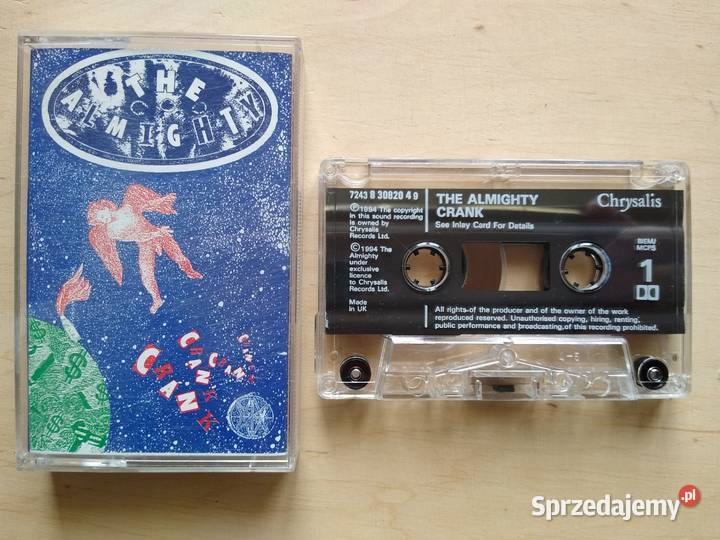 THE
ALMIGHTY
CRANK
CRANK
CRANK
7243 8 30820 4 9
Ⓟ1994 The copyright
in this sound recording
is owned by
Chrysalis
Records Ltd.
©1994 The
Almighty
under
exclusive
licence
to Chrysalis
Records Ltd.
Made
in UK
THE ALMIGHTY
CRANK
See Inlay Card For Details
Chrysalis
BIEM/
MCPS
1
All rights of the producer and of the owner of the work
reproduced reserved. Unauthorised copying, hiring, renting,
public performance and broadcasting of this recording prohibited.
Sprzedajemy.pl